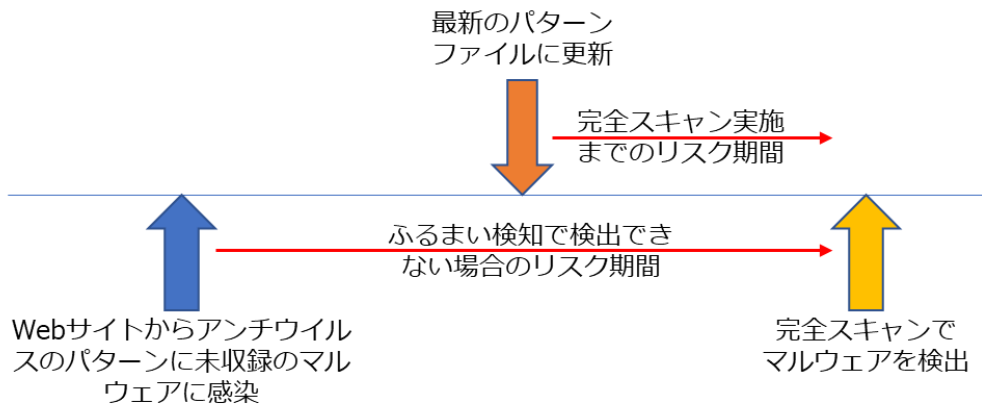 最新のパターン
ファイルに更新
完全スキャン実施
までのリスク期間
ふるまい検知で検出でき
ない場合のリスク期間
Webサイトからアンチウイル
スのパターンに未収録のマル
ウェアに感染
完全スキャンで
マルウェアを検出